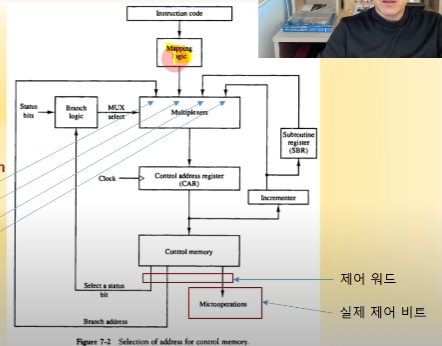 Instruction code
Mapping
logic
Status
bits
Branch
logic
MUX
select
Multiplexers
Subroutine
register
(SBR)
Clock
Control address register
(CAR)
Incrementer
Control memory
Select a status
bit
Microoperations
Branch address
제어 워드
실제 제어 비트
Figure 7-2 Selection of address for control memory.